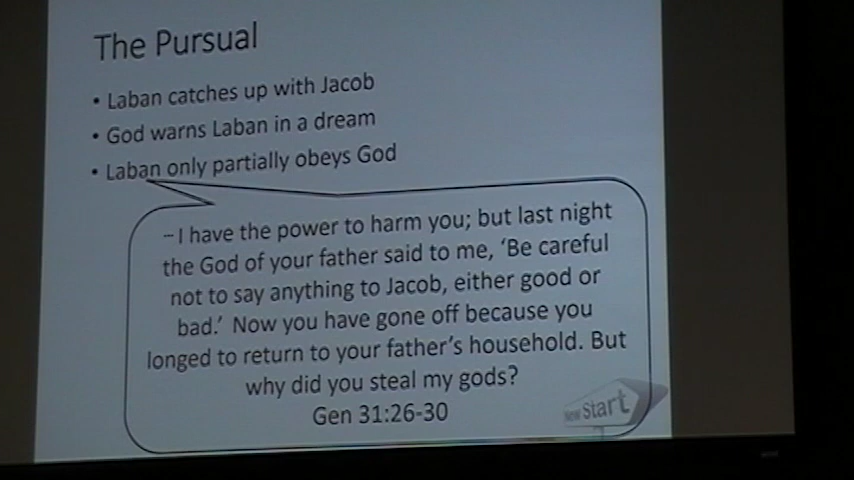 The Pursual
• Laban catches up with Jacob
• God warns Laban in a dream
• Laban only partially obeys God
– I have the power to harm you; but last night
the God of your father said to me, ‘Be careful
not to say anything to Jacob, either good or
bad.’ Now you have gone off because you
longed to return to your father’s household. But
why did you steal my gods?
Gen 31:26-30
New Start